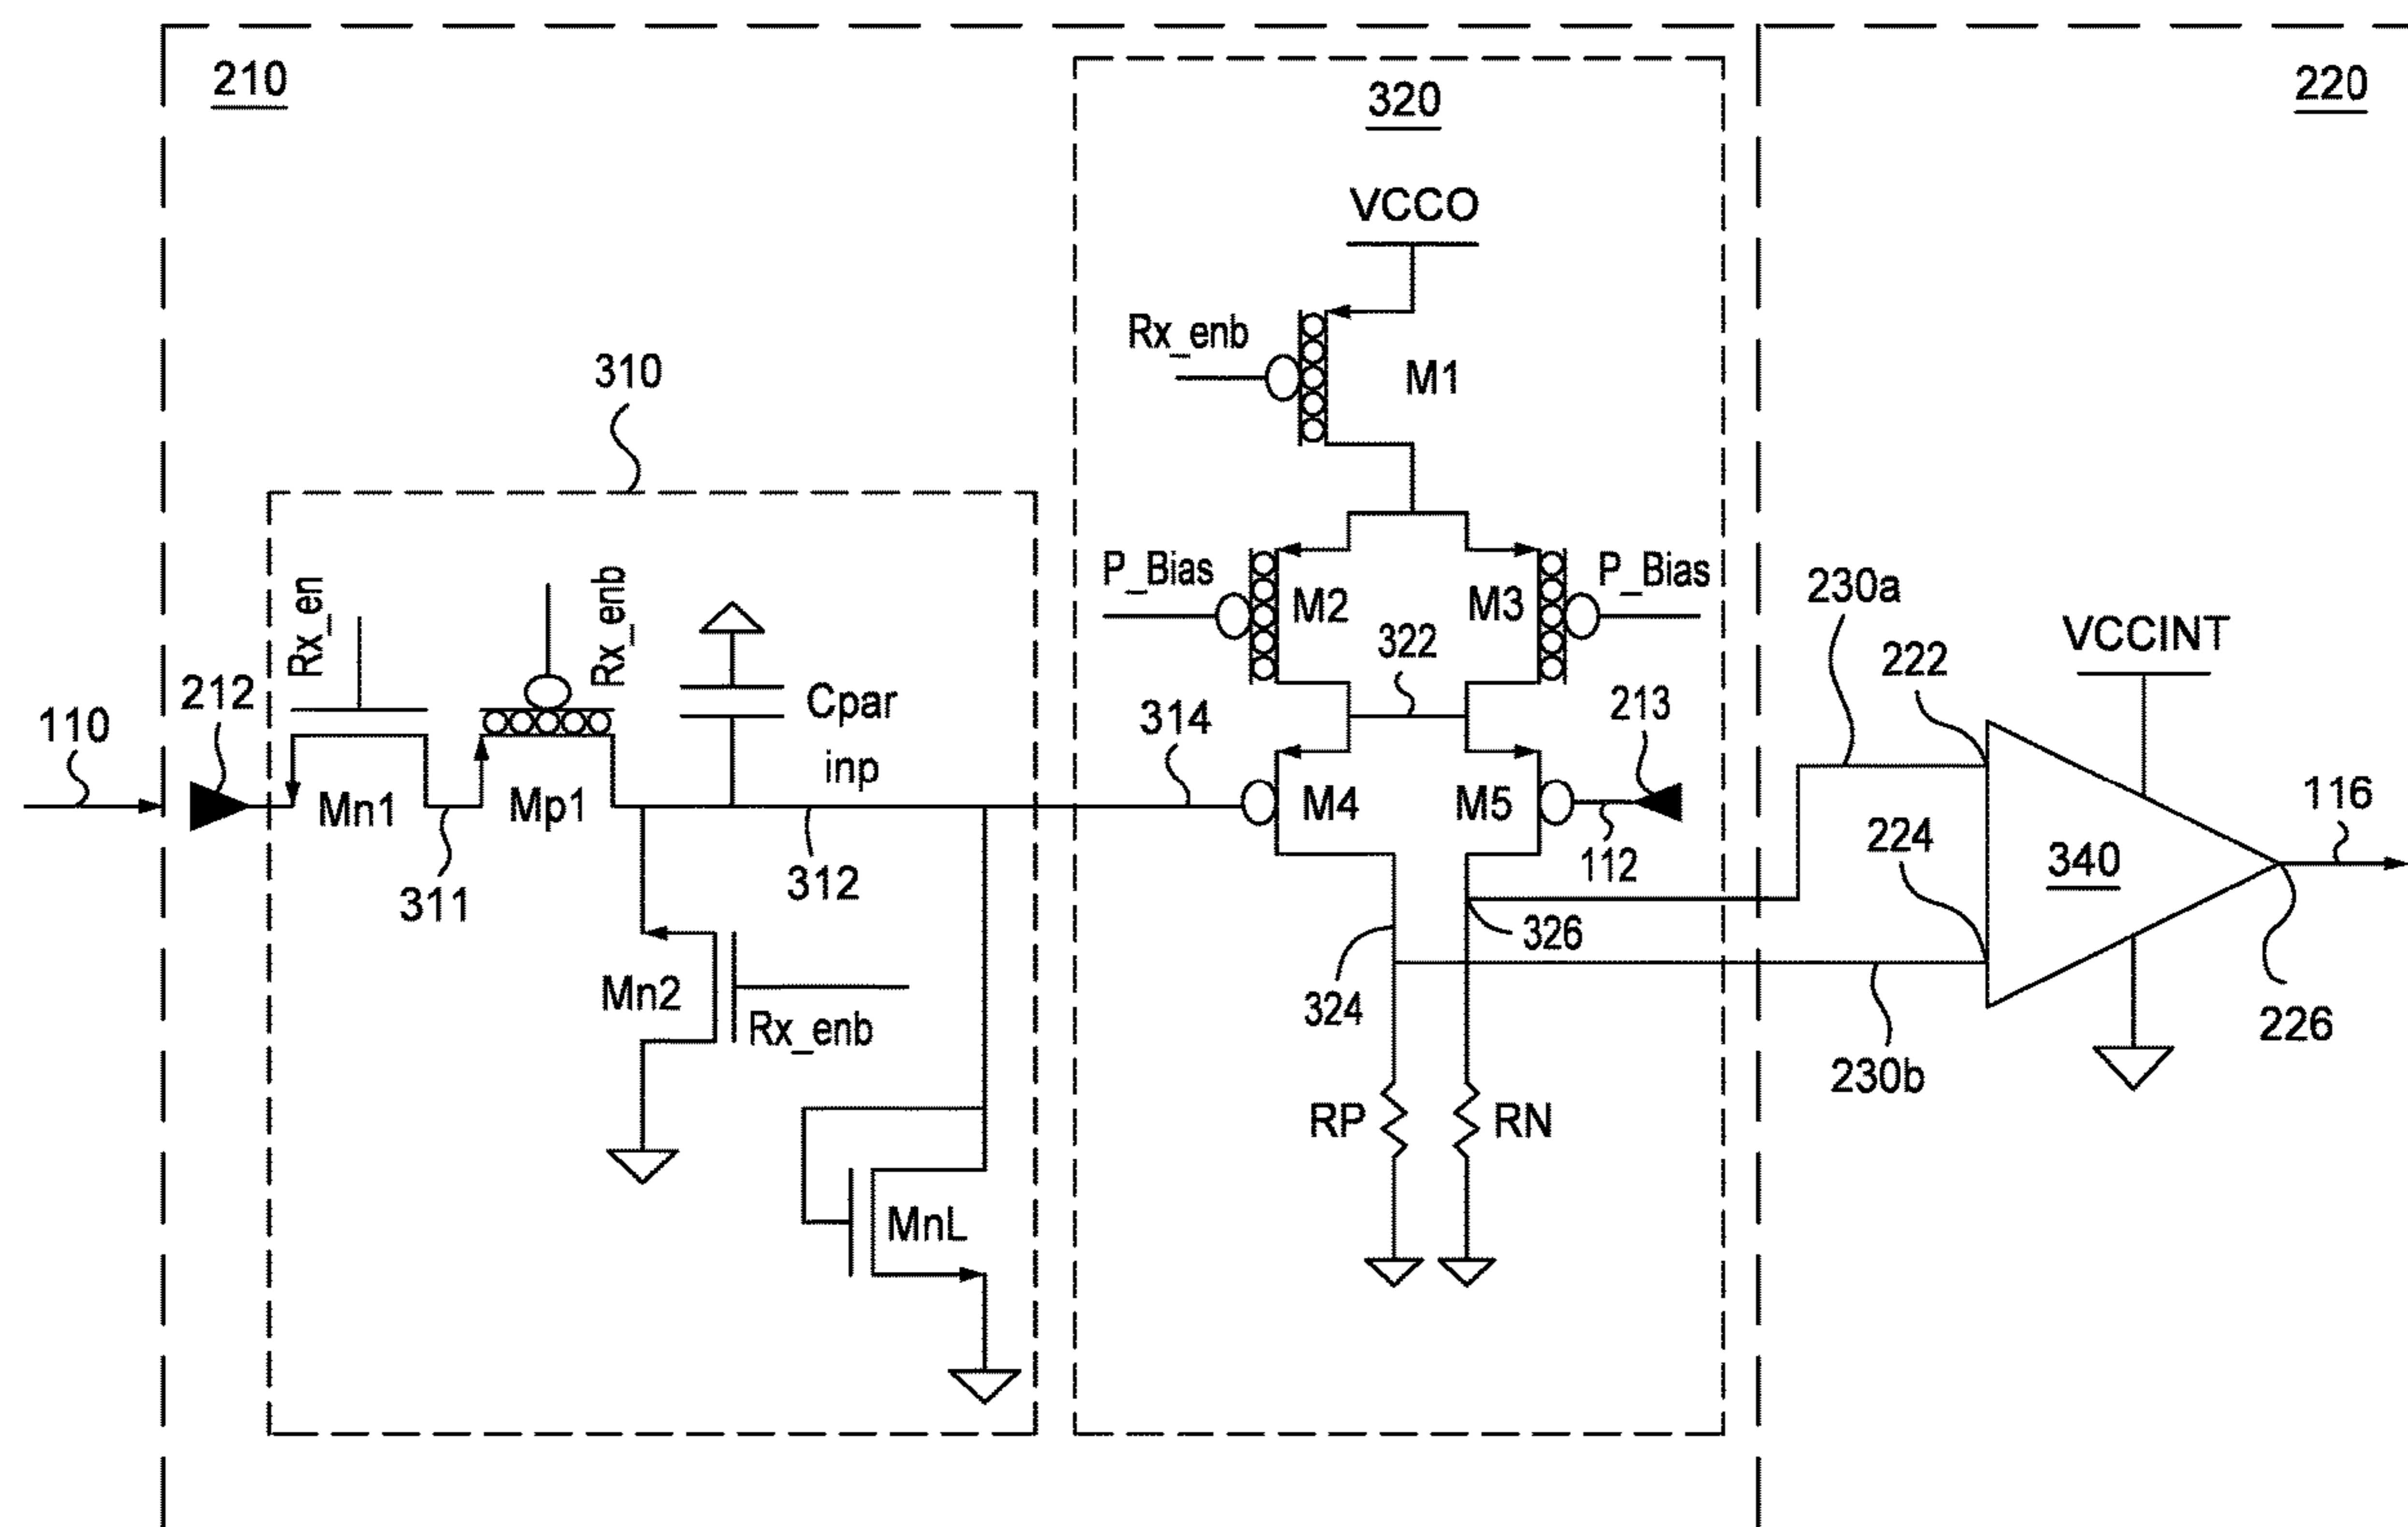 210
320
220
VCCO
Rx_enb
M1
310
P_Bias
M2
M3
P_Bias
322
230a
222
VCCINT
Rx_en
Rx_enb
212
110
Cpar
inp
314
213
Mn1
Mp1
M4
M5
224
116
311
312
112
340
324
326
Mn2
Rx_enb
226
230b
RP
RN
MnL